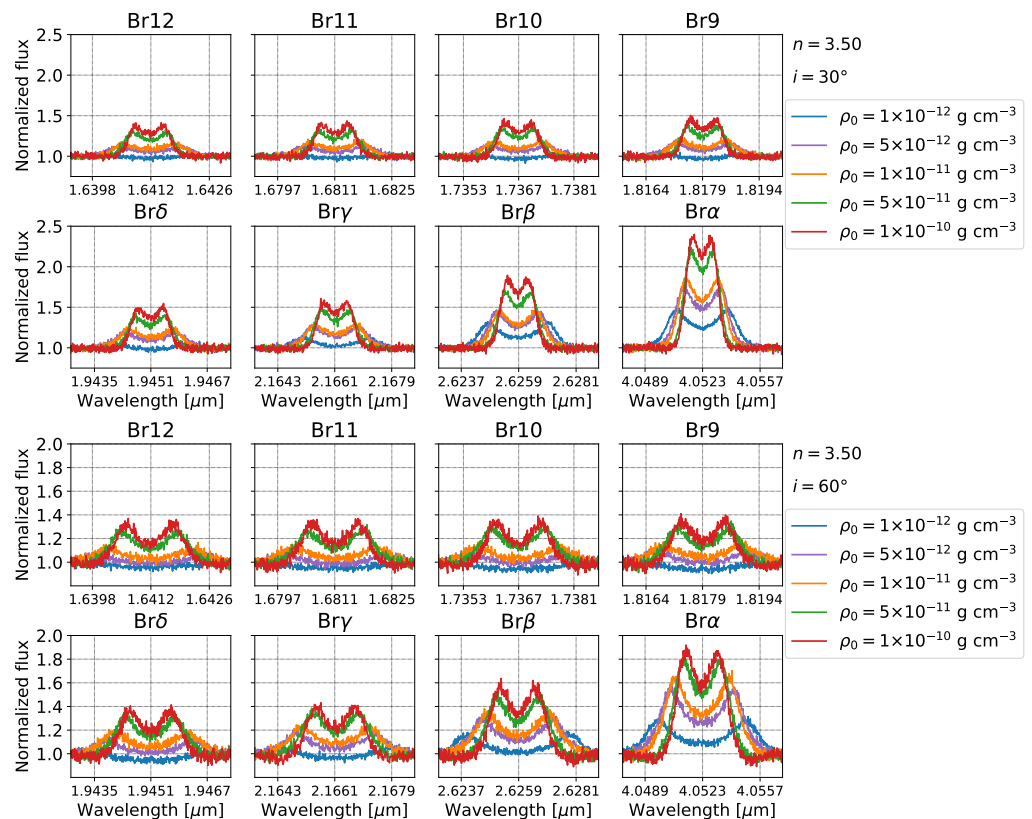 Br12 Br11 Br10 Br9
Normalized flux
2.5
2.0
1.5
1.0
1.6398 1.6412 1.6426
1.6797 1.6811 1.6825
1.7353 1.7367 1.7381
1.8164 1.8179 1.8194
n = 3.50
i = 30°
ρ₀ = 1×10⁻¹² g cm⁻³
ρ₀ = 5×10⁻¹² g cm⁻³
ρ₀ = 1×10⁻¹¹ g cm⁻³
ρ₀ = 5×10⁻¹¹ g cm⁻³
ρ₀ = 1×10⁻¹⁰ g cm⁻³
Brδ Brγ Brβ Brα
Normalized flux
2.5
2.0
1.5
1.0
1.9435 1.9451 1.9467
2.1643 2.1661 2.1679
2.6237 2.6259 2.6281
4.0489 4.0523 4.0557
Wavelength [μm] Wavelength [μm] Wavelength [μm] Wavelength [μm]
Br12 Br11 Br10 Br9
Normalized flux
2.0
1.8
1.6
1.4
1.2
1.0
1.6398 1.6412 1.6426
1.6797 1.6811 1.6825
1.7353 1.7367 1.7381
1.8164 1.8179 1.8194
n = 3.50
i = 60°
ρ₀ = 1×10⁻¹² g cm⁻³
ρ₀ = 5×10⁻¹² g cm⁻³
ρ₀ = 1×10⁻¹¹ g cm⁻³
ρ₀ = 5×10⁻¹¹ g cm⁻³
ρ₀ = 1×10⁻¹⁰ g cm⁻³
Brδ Brγ Brβ Brα
Normalized flux
2.0
1.8
1.6
1.4
1.2
1.0
1.9435 1.9451 1.9467
2.1643 2.1661 2.1679
2.6237 2.6259 2.6281
4.0489 4.0523 4.0557
Wavelength [μm] Wavelength [μm] Wavelength [μm] Wavelength [μm]